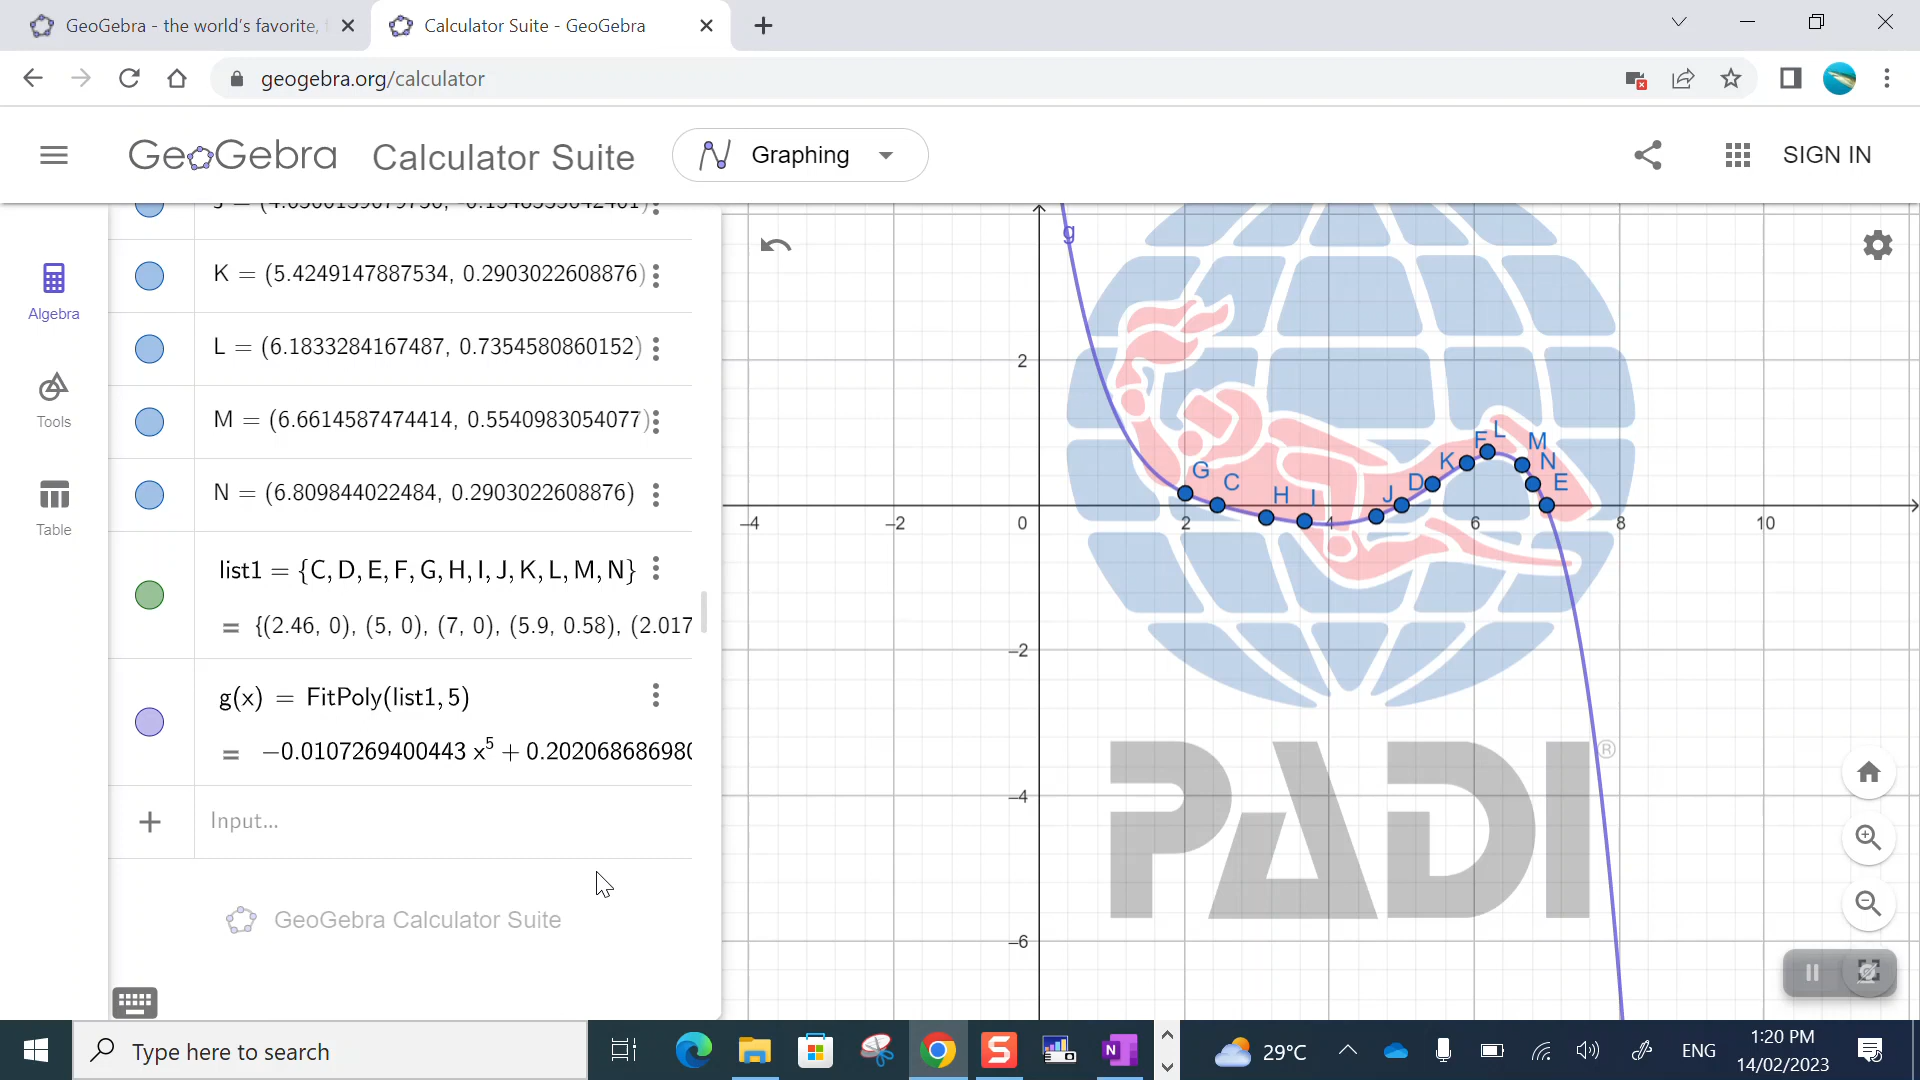 GeoGebra - the world's favorite,
Calculator Suite - GeoGebra
geogebra.org/calculator
GeoGebra Calculator Suite
Graphing
SIGN IN
Algebra
Tools
Table
K = (5.4249147887534, 0.2903022608876)
L = (6.1833284167487, 0.7354580860152)
M = (6.6614587474414, 0.5540983054077)
N = (6.809844022484, 0.2903022608876)
list1 = {C, D, E, F, G, H, I, J, K, L, M, N}
= {(2.46, 0), (5, 0), (7, 0), (5.9, 0.58), (2.017
g(x) = FitPoly(list1, 5)
= −0.0107269400443 x⁵ + 0.202068686980
Input...
GeoGebra Calculator Suite
g
2
F L M
K N
G C D E
H I J
−4 −2 0 2 4 6 8 10
−2
−4
−6
PADI®
Type here to search
29°C
ENG
1:20 PM
14/02/2023